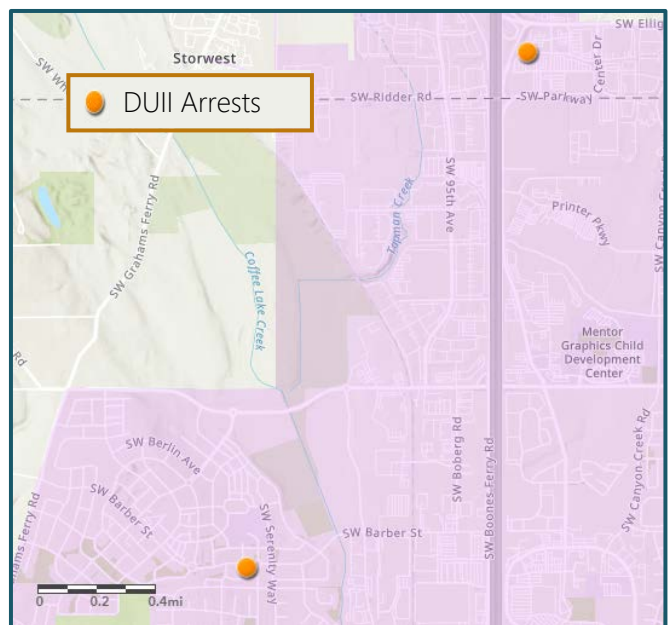 SW Ellig
Storwest
SW Wh
DUII Arrests
SW Ridder Rd
SW Parkway
Center Dr
SW 95th Ave
Tapman Creek
Printer Pkwy
SW Canyon C
SW Grahams Ferry Rd
Coffee Lake Creek
Mentor
Graphics Child
Development
Center
Rd
SW Berlin Ave
SW Boberg Rd
SW Boones Ferry Rd
SW Canyon Creek Rd
SW Barber St
SW Barber St
SW Serenity Way
ahams Ferry Rd
0 0.2 0.4mi